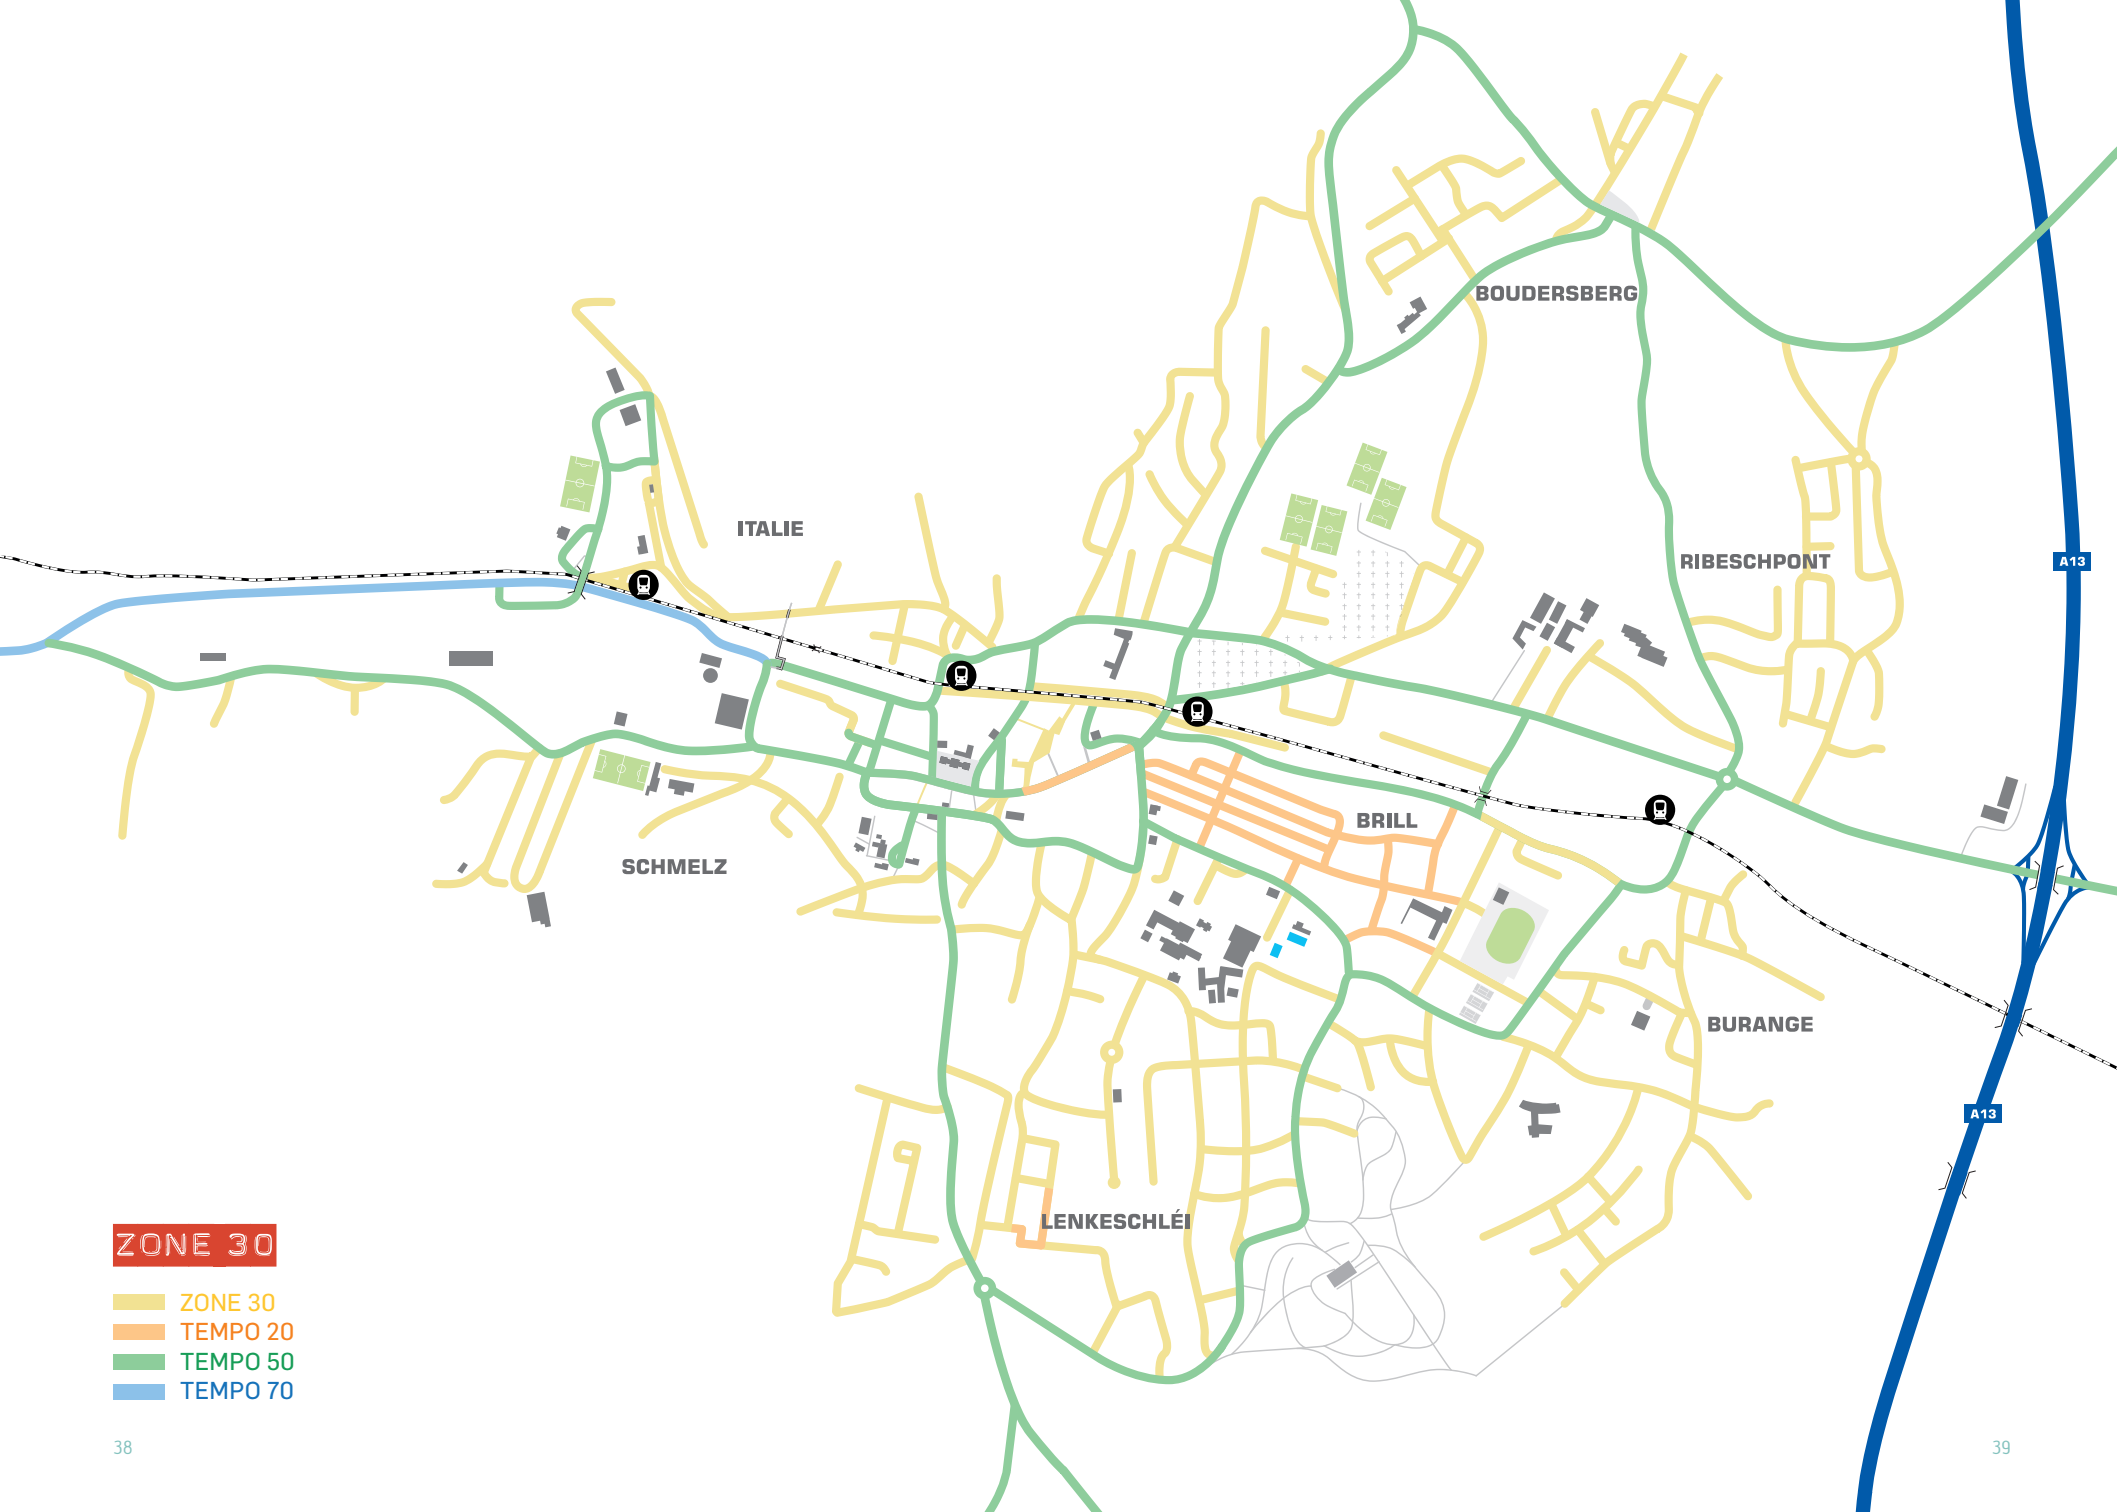 BOUDERSBERG
ITALIE
RIBESCHPONT
A13
BRILL
SCHMELZ
BURANGE
A13
LENKESCHLÉI
ZONE 30
ZONE 30
TEMPO 20
TEMPO 50
TEMPO 70
38
39